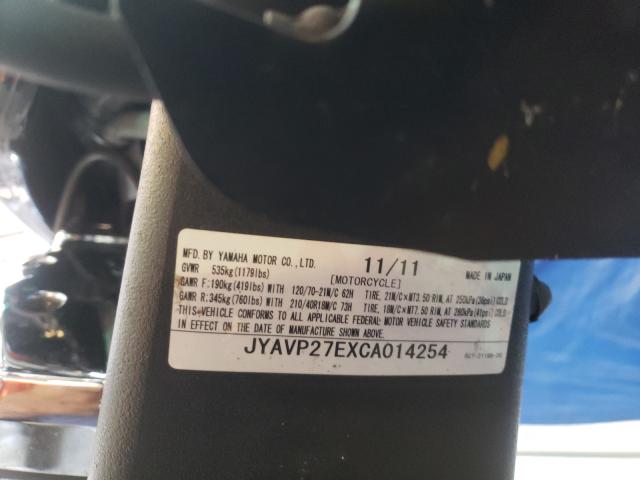 MFD. BY YAMAHA MOTOR CO., LTD. 11/11 MADE IN JAPAN
GVWR 535kg(1179lbs) [MOTORCYCLE]
GAWR F:190kg(419lbs) WITH 120/70-21M/C 62H TIRE, 21M/C×MT3.50 RIM, AT 250kPa(36psi)COLD
GAWR R:345kg(760lbs) WITH 210/40R18M/C 73H TIRE, 18M/C×MT7.50 RIM, AT 280kPa(41psi)COLD
THIS VEHICLE CONFORMS TO ALL APPLICABLE FEDERAL MOTOR VEHICLE SAFETY STANDARDS
IN EFFECT ON THE DATE OF MANUFACTURE SHOWN ABOVE.
JYAVP27EXCA014254